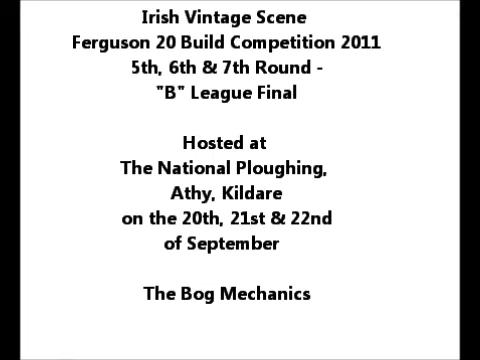 Irish Vintage Scene
Ferguson 20 Build Competition 2011
5th, 6th & 7th Round -
"B" League Final
Hosted at
The National Ploughing,
Athy, Kildare
on the 20th, 21st & 22nd
of September
The Bog Mechanics